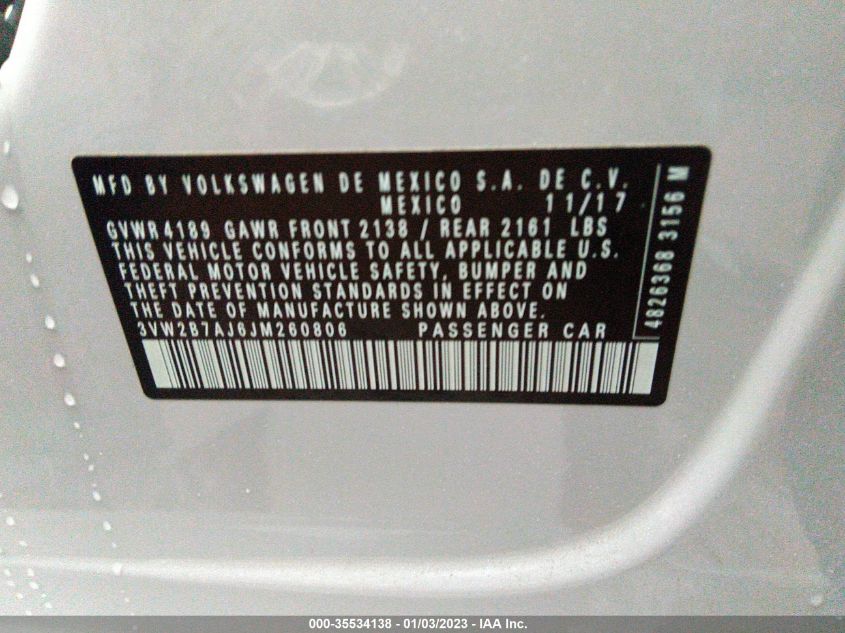 MFD BY VOLKSWAGEN DE MEXICO S.A. DE C.V.
MEXICO 11/17
GVWR 4189 GAWR FRONT 2138 / REAR 2161 LBS
THIS VEHICLE CONFORMS TO ALL APPLICABLE U.S.
FEDERAL MOTOR VEHICLE SAFETY, BUMPER AND
THEFT PREVENTION STANDARDS IN EFFECT ON
THE DATE OF MANUFACTURE SHOWN ABOVE.
3VW2B7AJ6JM260806 PASSENGER CAR
4826368 3156 M
000-35534138 - 01/03/2023 - IAA Inc.